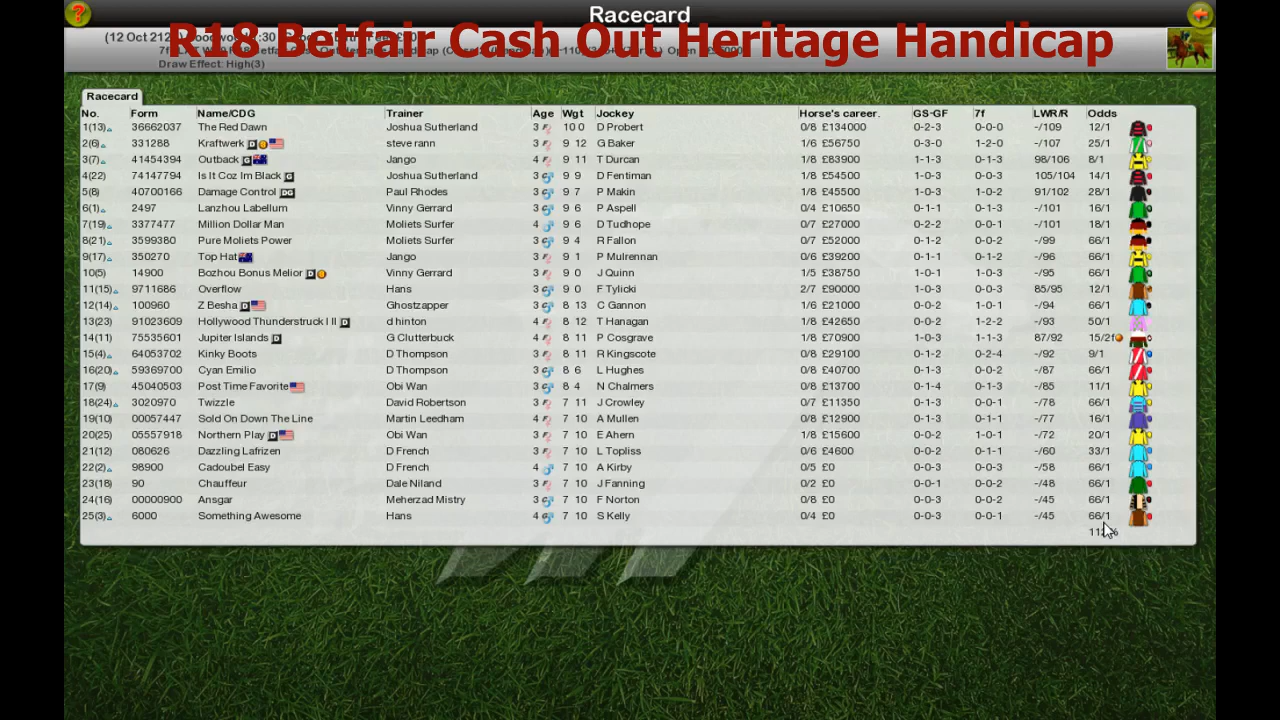 Racecard
R18 Betfair Cash Out Heritage Handicap
(12 Oct 212
Draw Effect: High(3)
Racecard
No. Form Name/CDG Trainer Age Wgt Jockey Horse's career. GS-GF 7f LWR/R Odds
1(13) 36662037 The Red Dawn Joshua Sutherland 3 10 0 D Probert 0/8 £134000 0-2-3 0-0-0 -/109 12/1
2(6) 331288 Kraftwerk D steve rann 3 9 12 G Baker 1/6 £56750 0-3-0 1-2-0 -/107 25/1
3(7) 41454394 Outback G Jango 4 9 11 T Durcan 1/8 £83900 1-1-3 0-1-3 98/106 8/1
4(22) 74147794 Is It Coz Im Black G Joshua Sutherland 3 9 9 D Fentiman 1/8 £54500 1-0-3 0-0-3 105/104 14/1
5(8) 40700166 Damage Control DG Paul Rhodes 3 9 7 P Makin 1/8 £45500 1-0-3 1-0-2 91/102 28/1
6(1) 2497 Lanzhou Labellum Vinny Gerrard 3 9 6 P Aspell 0/4 £10650 0-1-1 0-1-3 -/101 16/1
7(19) 3377477 Million Dollar Man Moliets Surfer 4 9 6 D Tudhope 0/7 £27000 0-2-2 0-0-2 -/101 18/1
8(21) 3599380 Pure Moliets Power Moliets Surfer 3 9 4 R Fallon 0/7 £52000 0-1-2 0-0-2 -/99 66/1
9(17) 350270 Top Hat Jango 4 9 1 P Mulrennan 0/6 £39200 0-1-1 0-1-2 -/96 66/1
10(5) 14900 Bozhou Bonus Melior D Vinny Gerrard 3 9 0 J Quinn 1/5 £38750 1-0-1 1-0-3 -/95 66/1
11(15) 9711686 Overflow Hans 3 9 0 F Tylicki 2/7 £90000 1-0-3 0-0-3 85/95 12/1
12(14) 100960 Z Besha D Ghostzapper 3 8 13 C Gannon 1/6 £21000 0-0-2 1-0-1 -/94 66/1
13(23) 91023609 Hollywood Thunderstruck I II D d hinton 4 8 12 T Hanagan 1/8 £42650 0-0-2 1-2-2 -/93 50/1
14(11) 75535601 Jupiter Islands D G Clutterbuck 4 8 11 P Cosgrave 1/8 £70900 1-0-3 1-1-3 87/92 15/2f
15(4) 64053702 Kinky Boots D Thompson 3 8 11 R Kingscote 0/8 £29100 0-1-2 0-2-4 -/92 9/1
16(20) 59369700 Cyan Emilio D Thompson 3 8 6 L Hughes 0/8 £40700 0-1-3 0-0-2 -/87 66/1
17(9) 45040503 Post Time Favorite Obi Wan 3 8 4 N Chalmers 0/8 £13700 0-1-4 0-1-3 -/85 11/1
18(24) 3020970 Twizzle David Robertson 3 7 11 J Crowley 0/7 £11350 0-1-3 0-0-1 -/78 66/1
19(10) 00057447 Sold On Down The Line Martin Leedham 4 7 10 A Mullen 0/8 £12900 0-1-3 0-1-1 -/77 16/1
20(25) 05557918 Northern Play D Obi Wan 3 7 10 E Ahern 1/8 £15600 0-0-2 1-0-1 -/72 20/1
21(12) 080626 Dazzling Lafrizen D French 3 7 10 L Topliss 0/6 £4600 0-0-2 0-1-1 -/60 33/1
22(2) 98900 Cadoubel Easy D French 4 7 10 A Kirby 0/5 £0 0-0-3 0-0-3 -/58 66/1
23(18) 90 Chauffeur Dale Niland 3 7 10 J Fanning 0/2 £0 0-0-1 0-0-1 -/48 66/1
24(16) 00000900 Ansgar Meherzad Mistry 3 7 10 F Norton 0/8 £0 0-0-3 0-0-2 -/45 66/1
25(3) 6000 Something Awesome Hans 4 7 10 S Kelly 0/4 £0 0-0-3 0-0-1 -/45 66/1